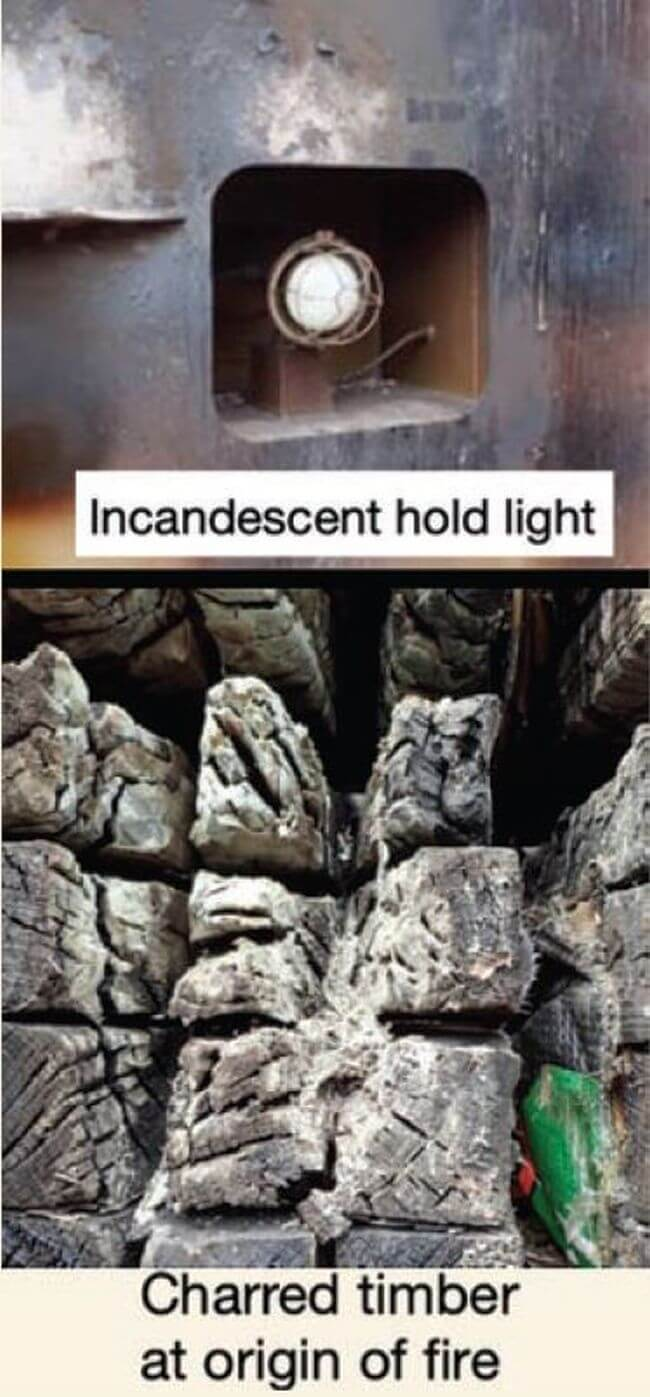 Incandescent hold light
Charred timber
at origin of fire